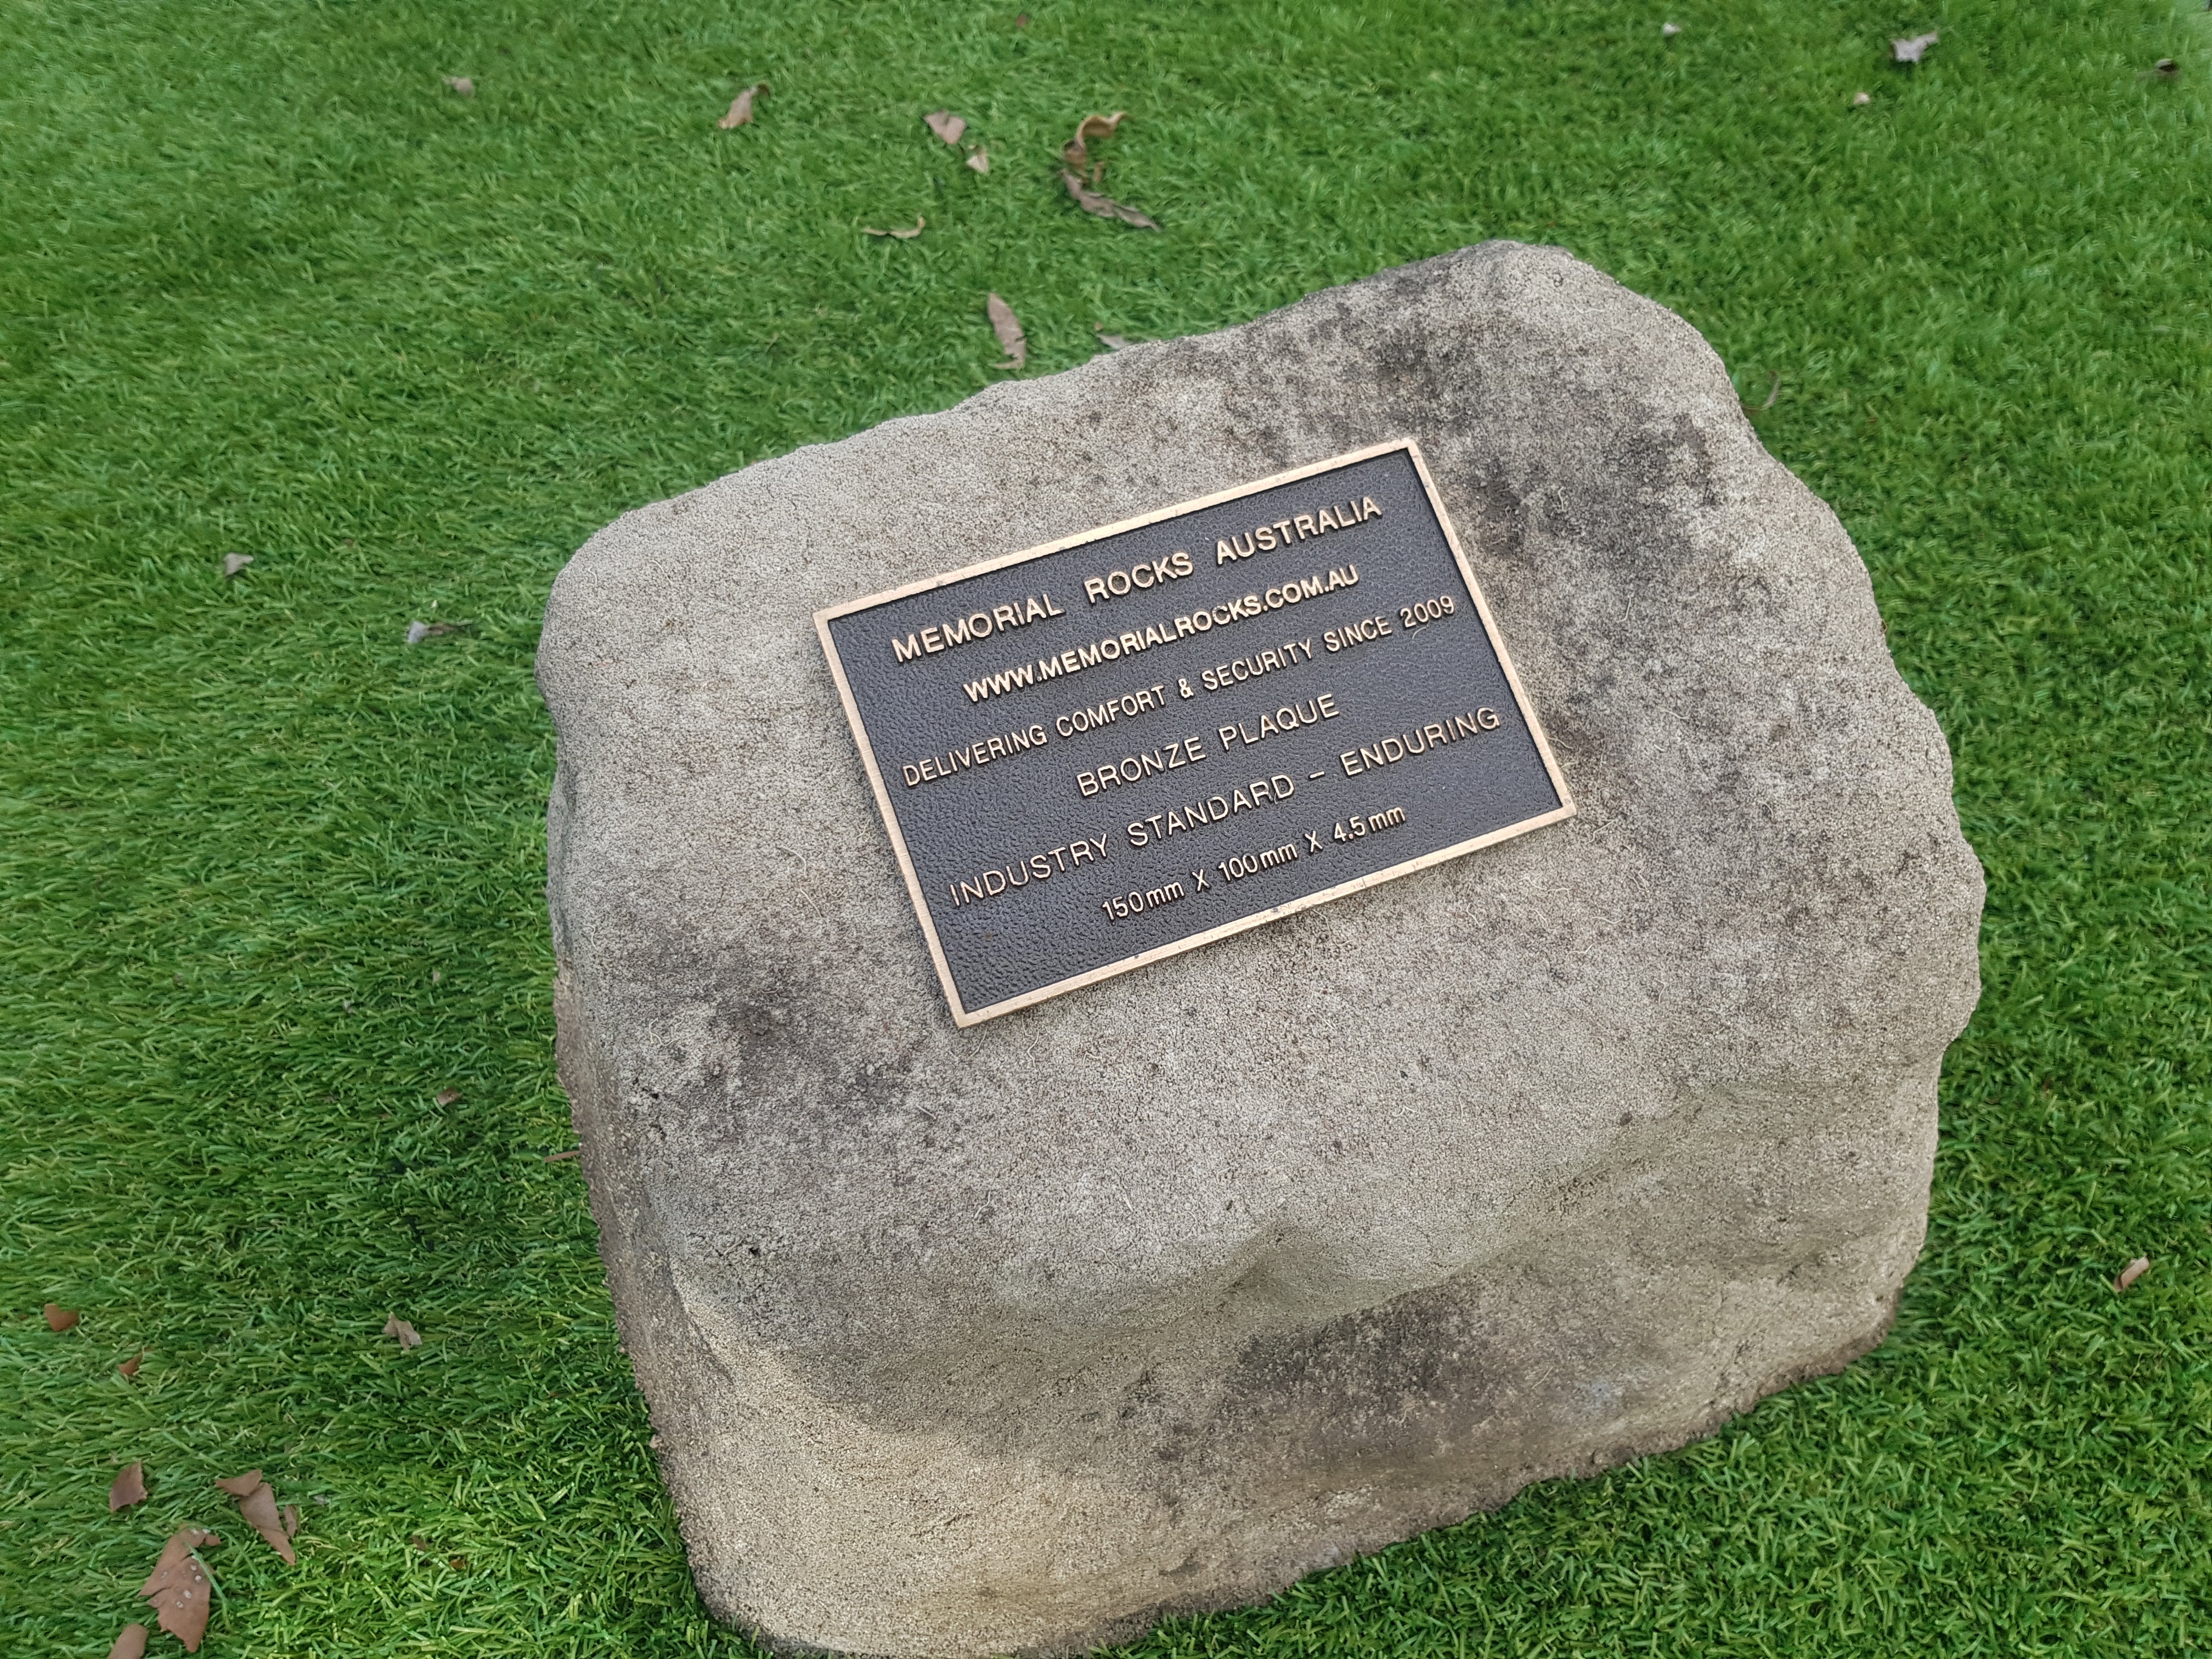 MEMORIAL ROCKS AUSTRALIA
WWW.MEMORIALROCKS.COM.AU
DELIVERING COMFORT & SECURITY SINCE 2009
BRONZE PLAQUE
INDUSTRY STANDARD - ENDURING
150mm X 100mm X 4.5mm